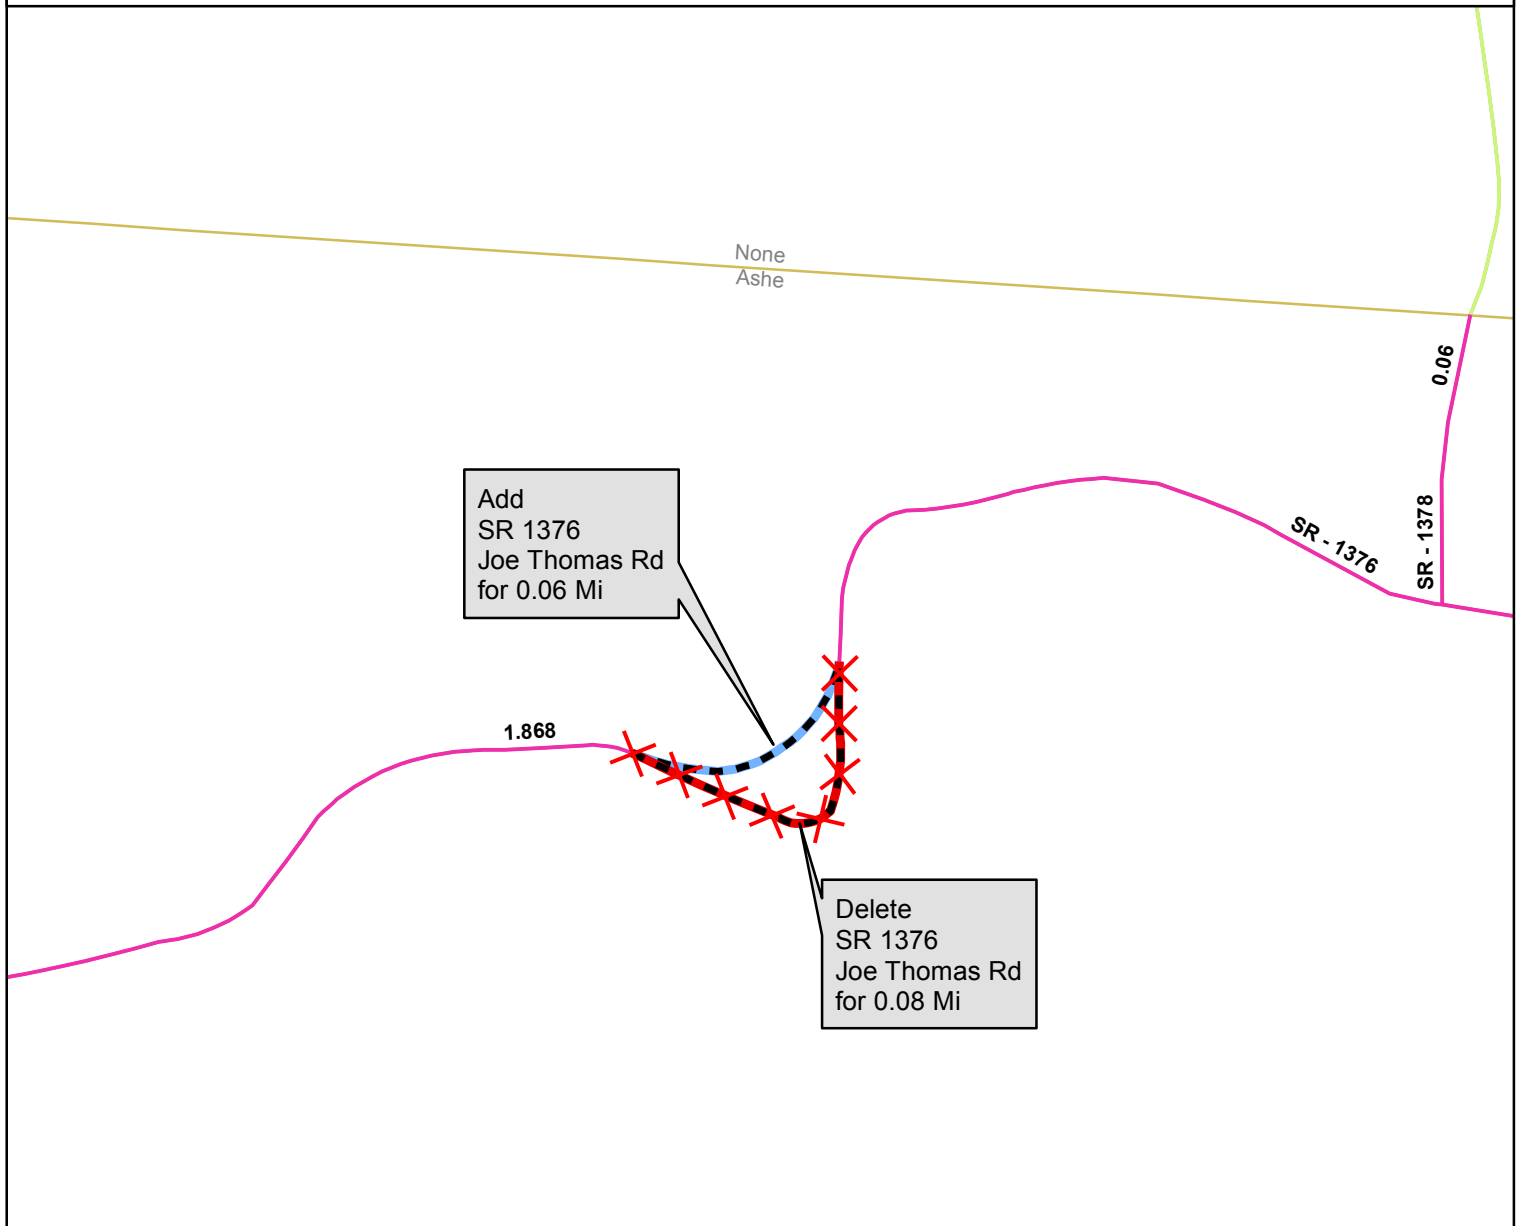 None
Ashe
0.06
SR - 1378
SR - 1376
Add
SR 1376
Joe Thomas Rd
for 0.06 Mi
1.868
Delete
SR 1376
Joe Thomas Rd
for 0.08 Mi